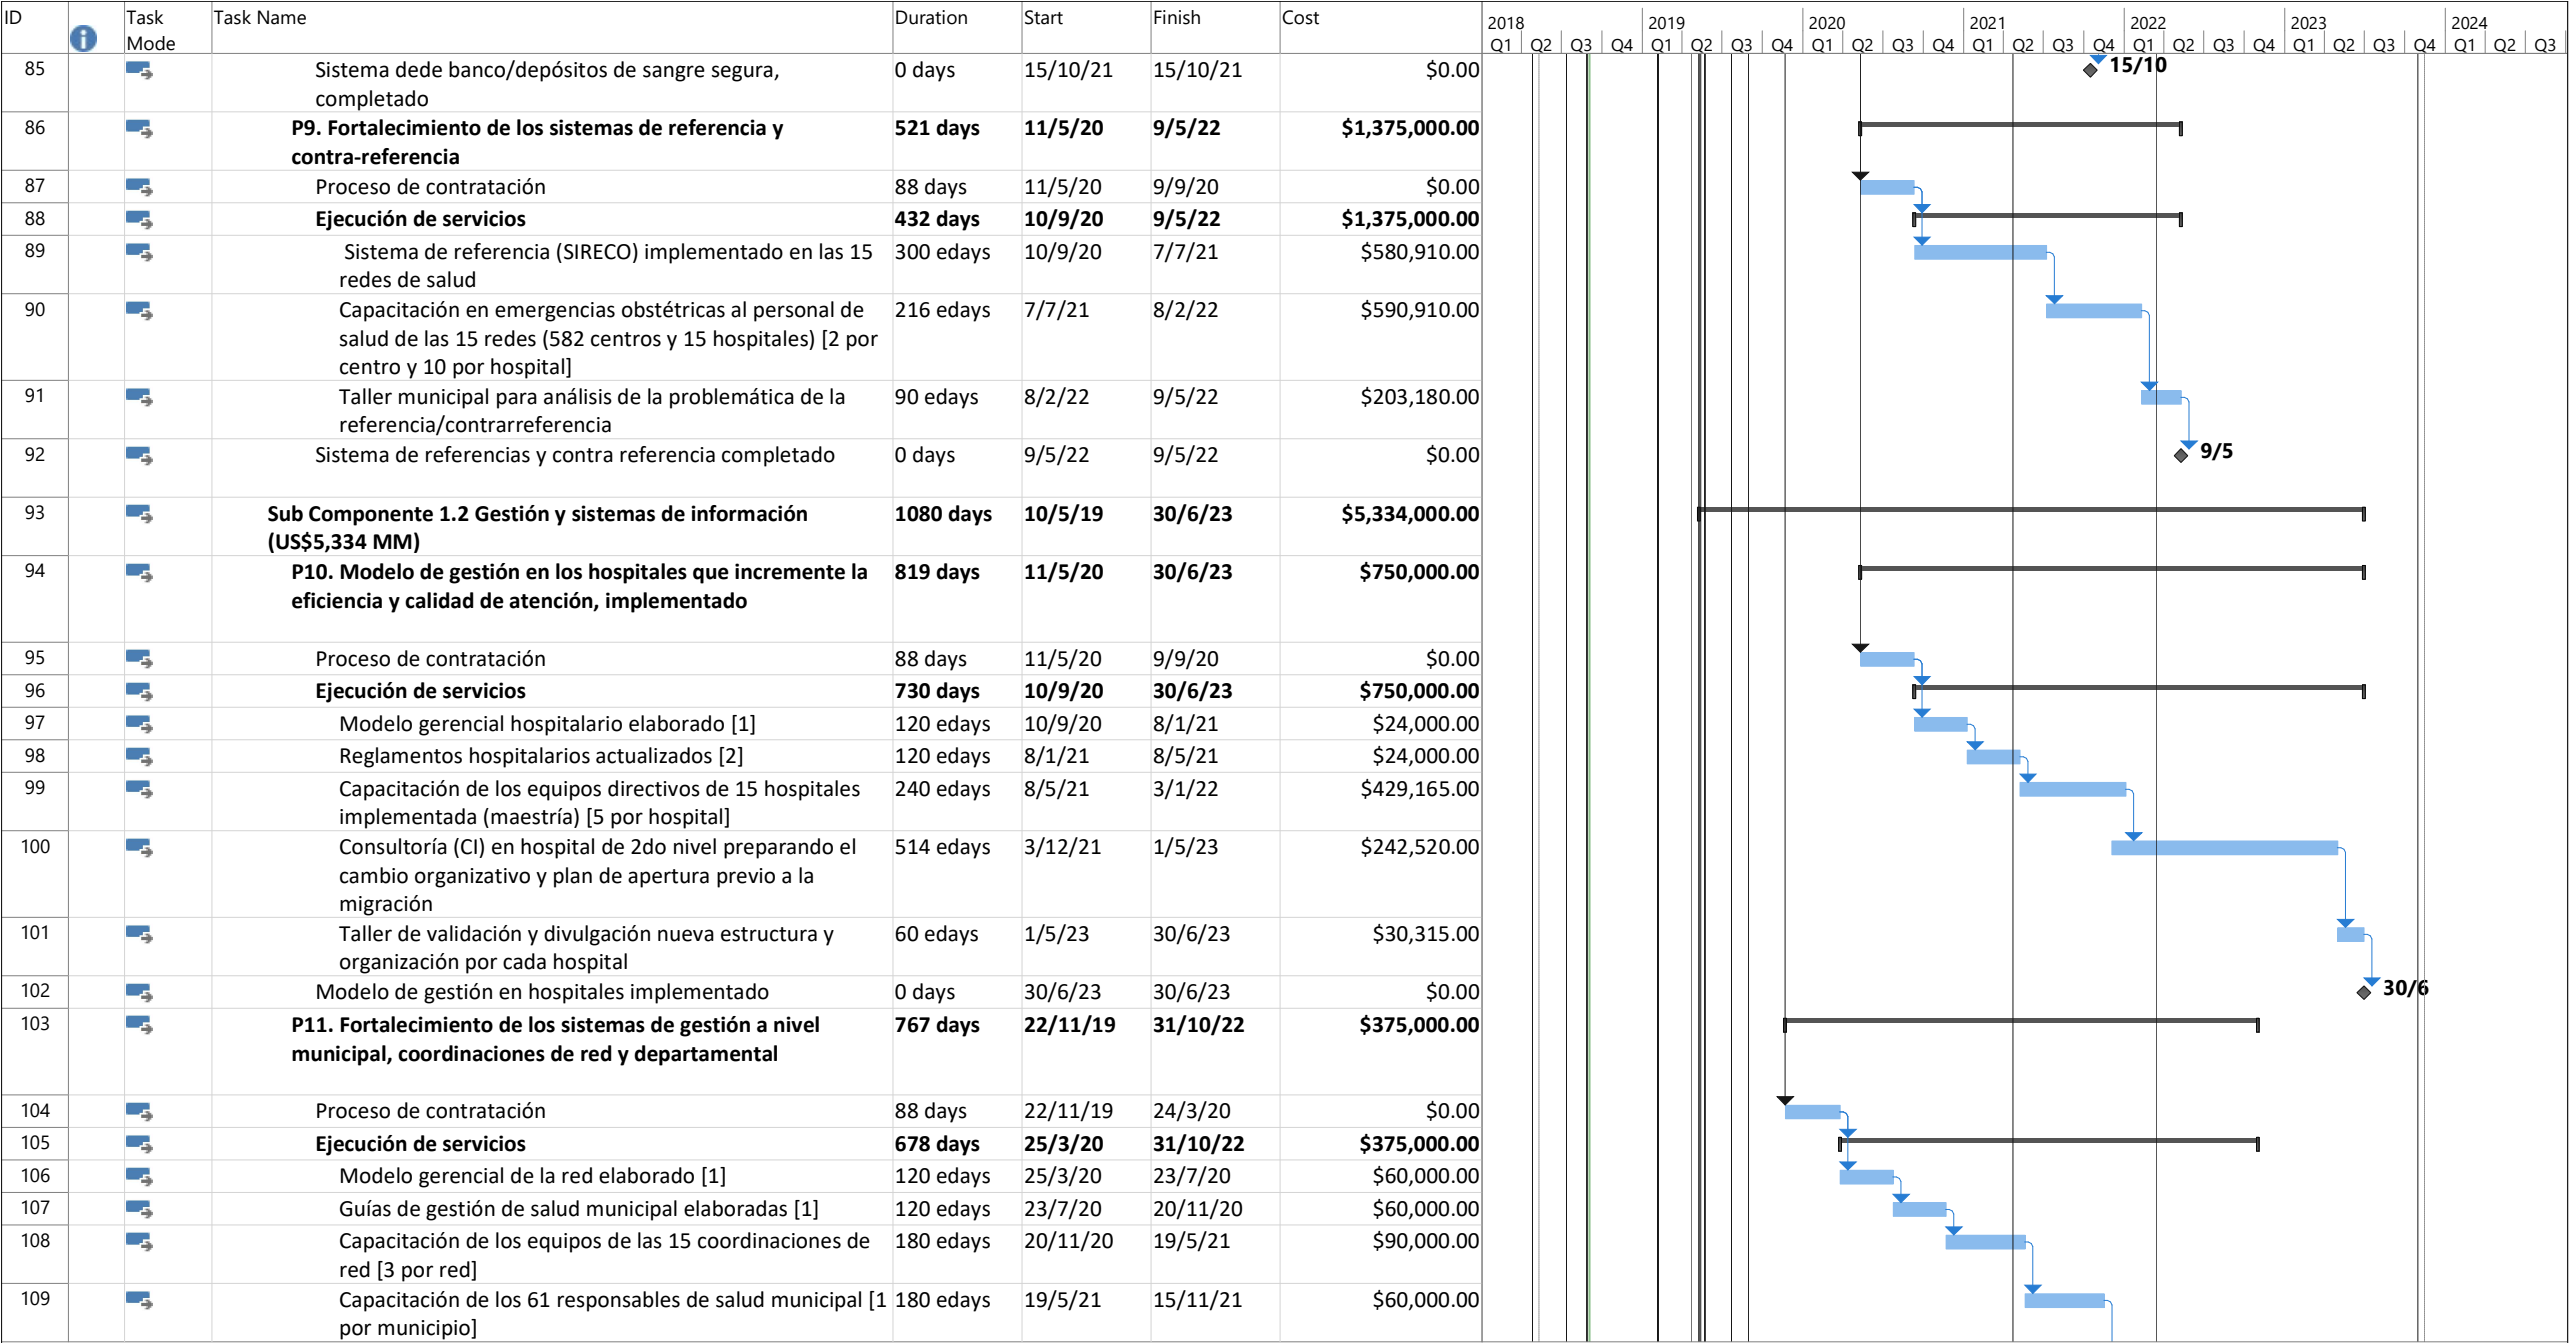 ID Task Mode Task Name Duration Start Finish Cost
2018 2019 2020 2021 2022 2023 2024
Q1 Q2 Q3 Q4 Q1 Q2 Q3 Q4 Q1 Q2 Q3 Q4 Q1 Q2 Q3 Q4 Q1 Q2 Q3 Q4 Q1 Q2 Q3 Q4 Q1 Q2 Q3
85 Sistema dede banco/depósitos de sangre segura, 0 days 15/10/21 15/10/21 $0.00 15/10
completado
86 P9. Fortalecimiento de los sistemas de referencia y 521 days 11/5/20 9/5/22 $1,375,000.00
contra-referencia
87 Proceso de contratación 88 days 11/5/20 9/9/20 $0.00
88 Ejecución de servicios 432 days 10/9/20 9/5/22 $1,375,000.00
89 Sistema de referencia (SIRECO) implementado en las 15 300 edays 10/9/20 7/7/21 $580,910.00
redes de salud
90 Capacitación en emergencias obstétricas al personal de 216 edays 7/7/21 8/2/22 $590,910.00
salud de las 15 redes (582 centros y 15 hospitales) [2 por
centro y 10 por hospital]
91 Taller municipal para análisis de la problemática de la 90 edays 8/2/22 9/5/22 $203,180.00
referencia/contrarreferencia
92 Sistema de referencias y contra referencia completado 0 days 9/5/22 9/5/22 $0.00 9/5
93 Sub Componente 1.2 Gestión y sistemas de información 1080 days 10/5/19 30/6/23 $5,334,000.00
(US$5,334 MM)
94 P10. Modelo de gestión en los hospitales que incremente la 819 days 11/5/20 30/6/23 $750,000.00
eficiencia y calidad de atención, implementado
95 Proceso de contratación 88 days 11/5/20 9/9/20 $0.00
96 Ejecución de servicios 730 days 10/9/20 30/6/23 $750,000.00
97 Modelo gerencial hospitalario elaborado [1] 120 edays 10/9/20 8/1/21 $24,000.00
98 Reglamentos hospitalarios actualizados [2] 120 edays 8/1/21 8/5/21 $24,000.00
99 Capacitación de los equipos directivos de 15 hospitales 240 edays 8/5/21 3/1/22 $429,165.00
implementada (maestría) [5 por hospital]
100 Consultoría (CI) en hospital de 2do nivel preparando el 514 edays 3/12/21 1/5/23 $242,520.00
cambio organizativo y plan de apertura previo a la
migración
101 Taller de validación y divulgación nueva estructura y 60 edays 1/5/23 30/6/23 $30,315.00
organización por cada hospital
102 Modelo de gestión en hospitales implementado 0 days 30/6/23 30/6/23 $0.00 30/6
103 P11. Fortalecimiento de los sistemas de gestión a nivel 767 days 22/11/19 31/10/22 $375,000.00
municipal, coordinaciones de red y departamental
104 Proceso de contratación 88 days 22/11/19 24/3/20 $0.00
105 Ejecución de servicios 678 days 25/3/20 31/10/22 $375,000.00
106 Modelo gerencial de la red elaborado [1] 120 edays 25/3/20 23/7/20 $60,000.00
107 Guías de gestión de salud municipal elaboradas [1] 120 edays 23/7/20 20/11/20 $60,000.00
108 Capacitación de los equipos de las 15 coordinaciones de 180 edays 20/11/20 19/5/21 $90,000.00
red [3 por red]
109 Capacitación de los 61 responsables de salud municipal [1 180 edays 19/5/21 15/11/21 $60,000.00
por municipio]